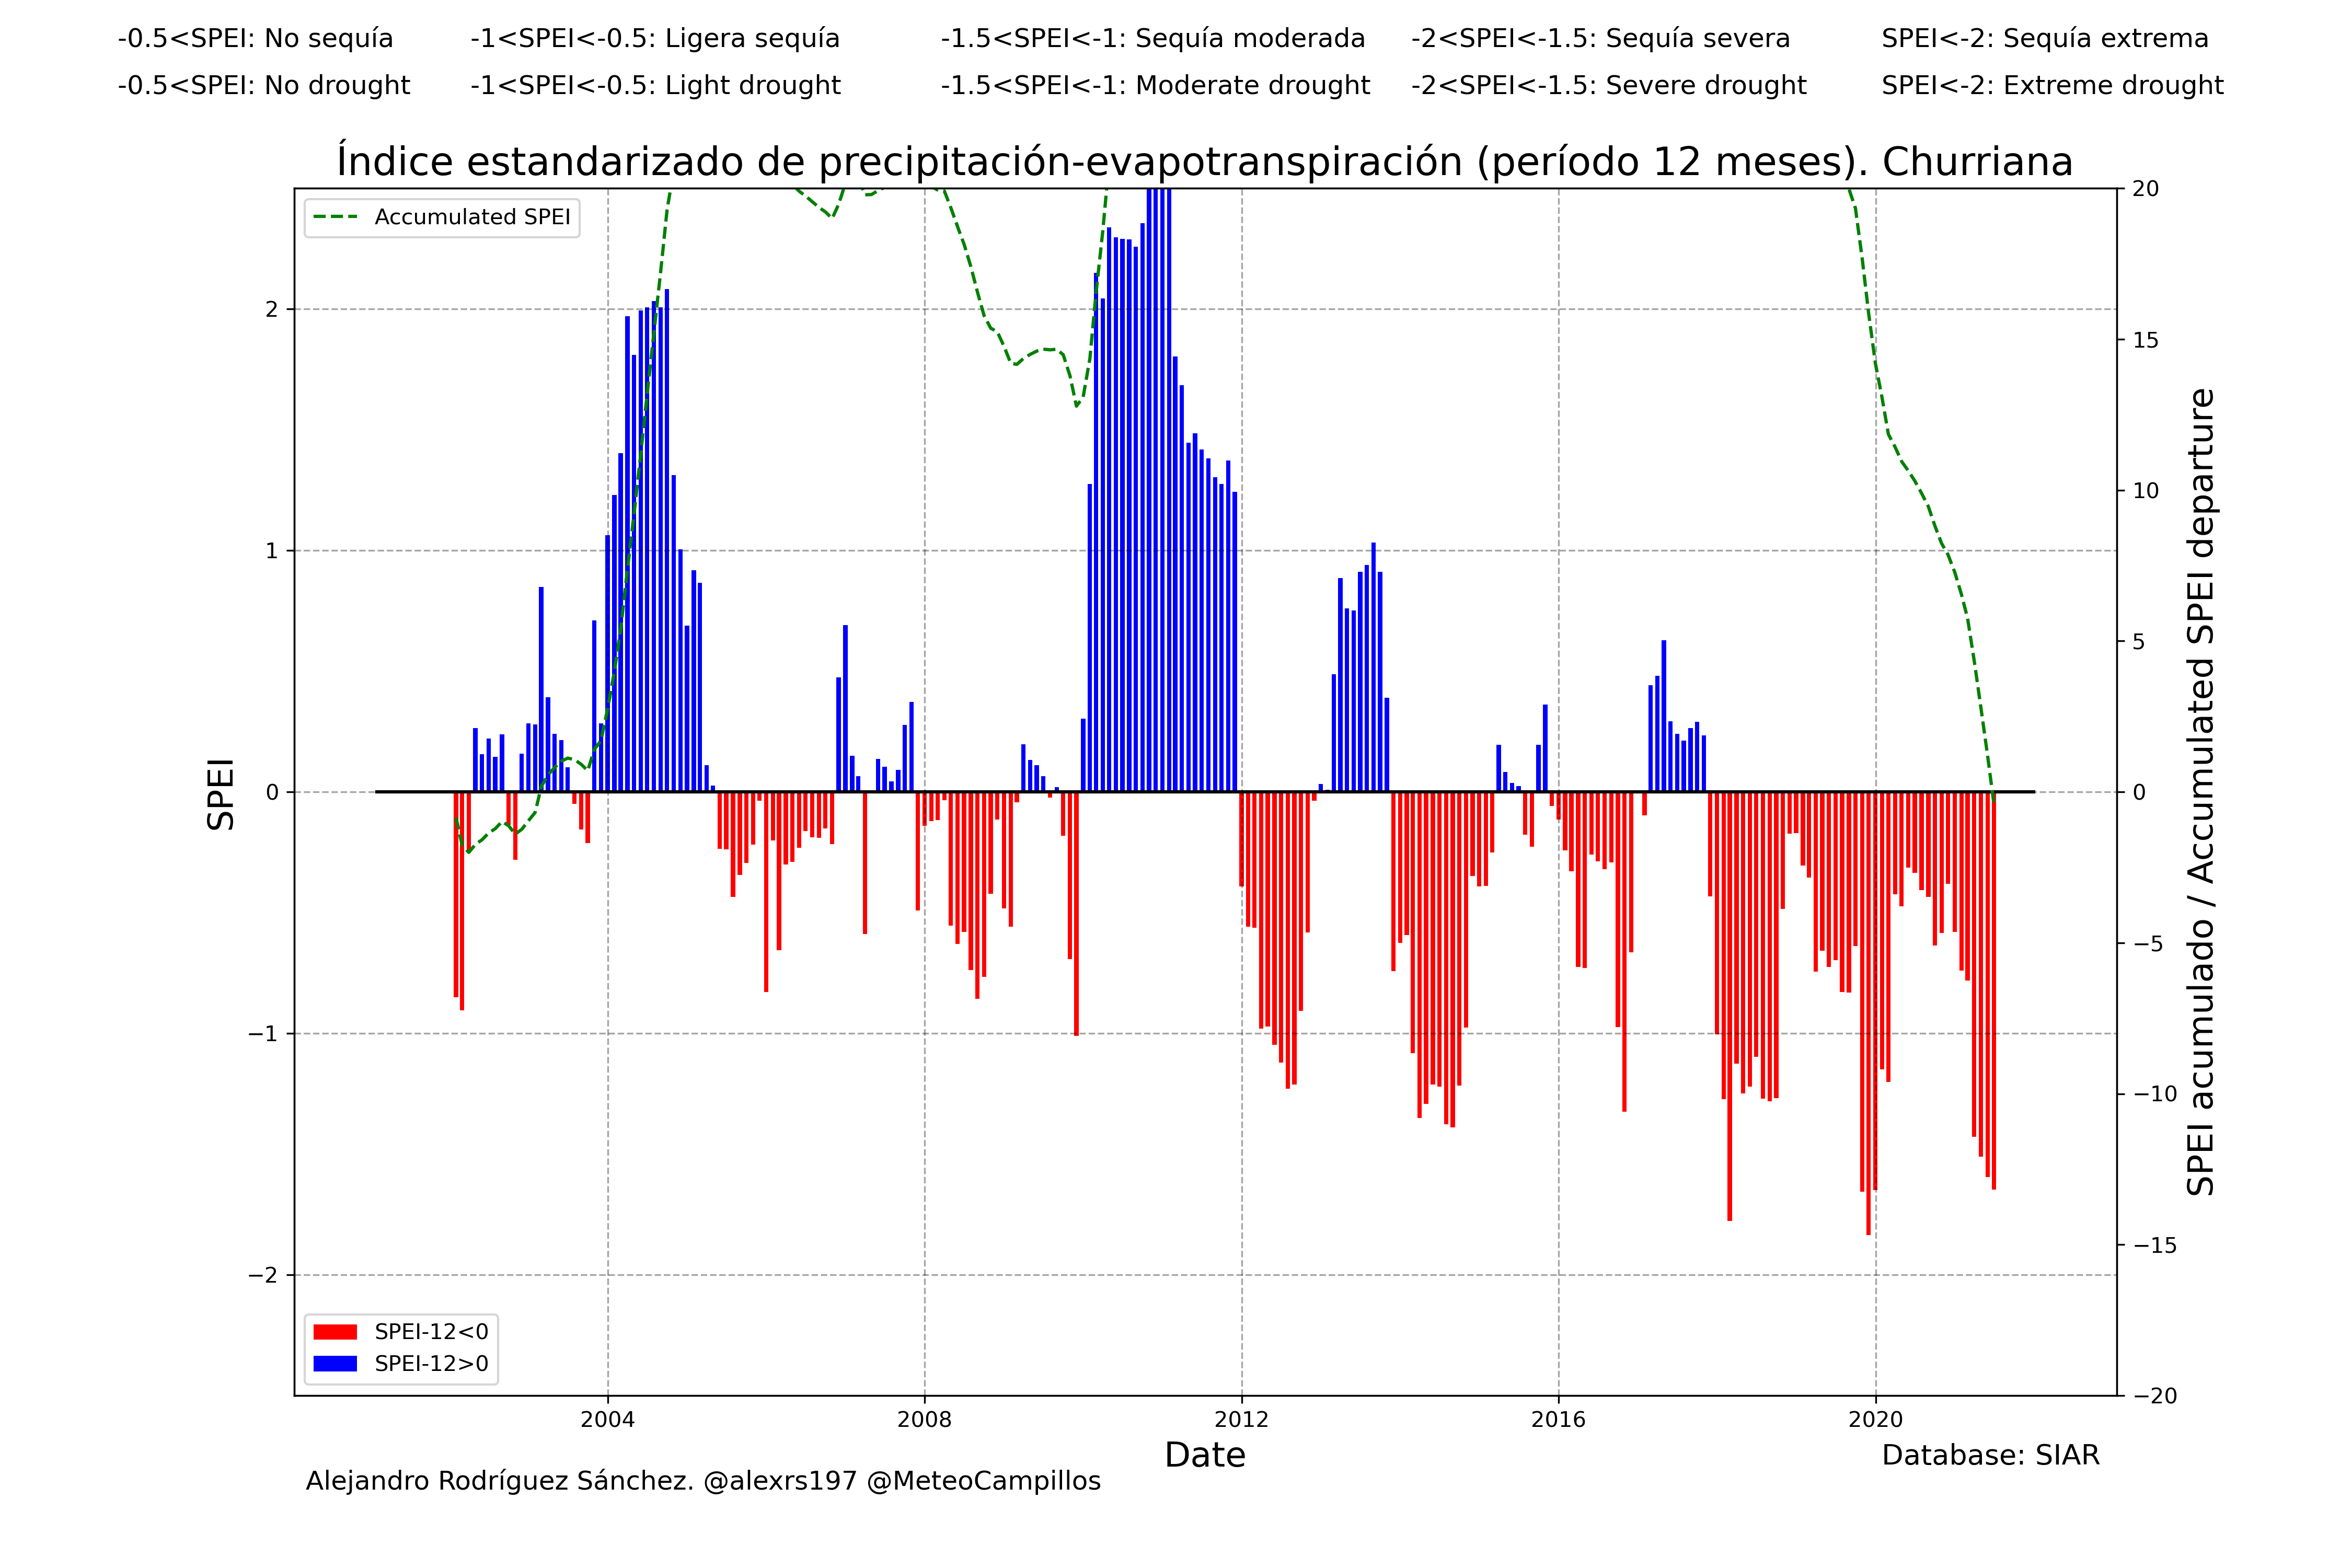 -0.5<SPEI: No sequía
-1<SPEI<-0.5: Ligera sequía
-1.5<SPEI<-1: Sequía moderada
-2<SPEI<-1.5: Sequía severa
SPEI<-2: Sequía extrema
-0.5<SPEI: No drought
-1<SPEI<-0.5: Light drought
-1.5<SPEI<-1: Moderate drought
-2<SPEI<-1.5: Severe drought
SPEI<-2: Extreme drought
Índice estandarizado de precipitación-evapotranspiración (período 12 meses). Churriana
Accumulated SPEI
SPEI
2
1
0
−1
−2
20
15
10
5
0
−5
−10
−15
−20
SPEI acumulado / Accumulated SPEI departure
SPEI-12<0
SPEI-12>0
2004
2008
2012
2016
2020
Date
Database: SIAR
Alejandro Rodríguez Sánchez. @alexrs197 @MeteoCampillos